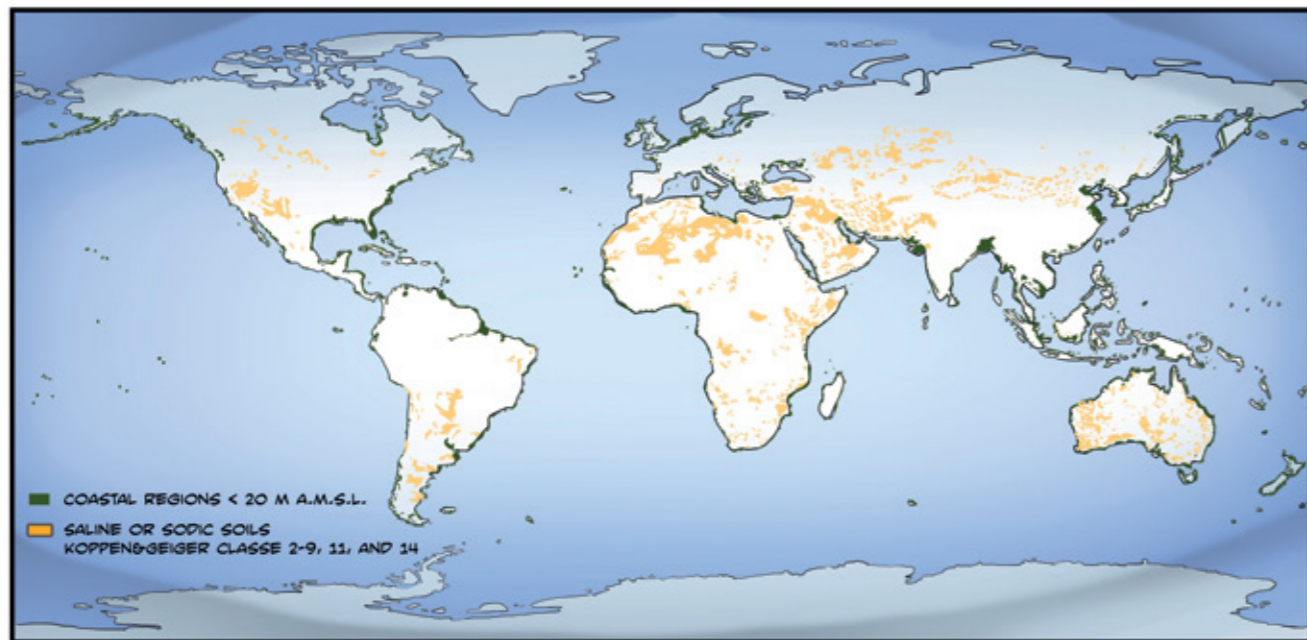 COASTAL REGIONS < 20 M A.M.S.L.
SALINE OR SODIC SOILS
KOPPEN&GEIGER CLASSE 2-9, 11, AND 14